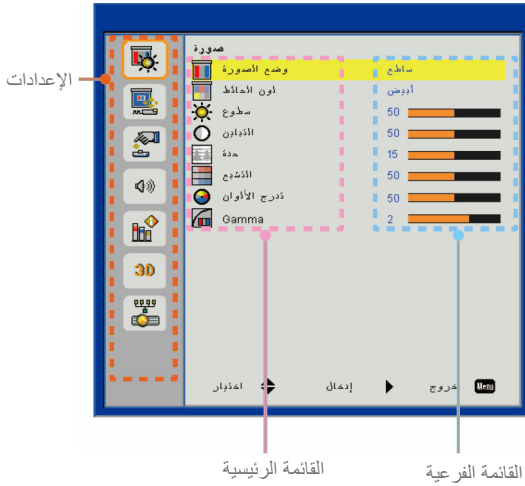 صورة
وضع الصورة ساطع
لون الحائط أبيض
سطوع 50
التباين 50
حدة 15
التشبع 50
تدرج الألوان 50
Gamma 2
3D
اختيار إدخال خروج Menu
الإعدادات
القائمة الرئيسية
القائمة الفرعية